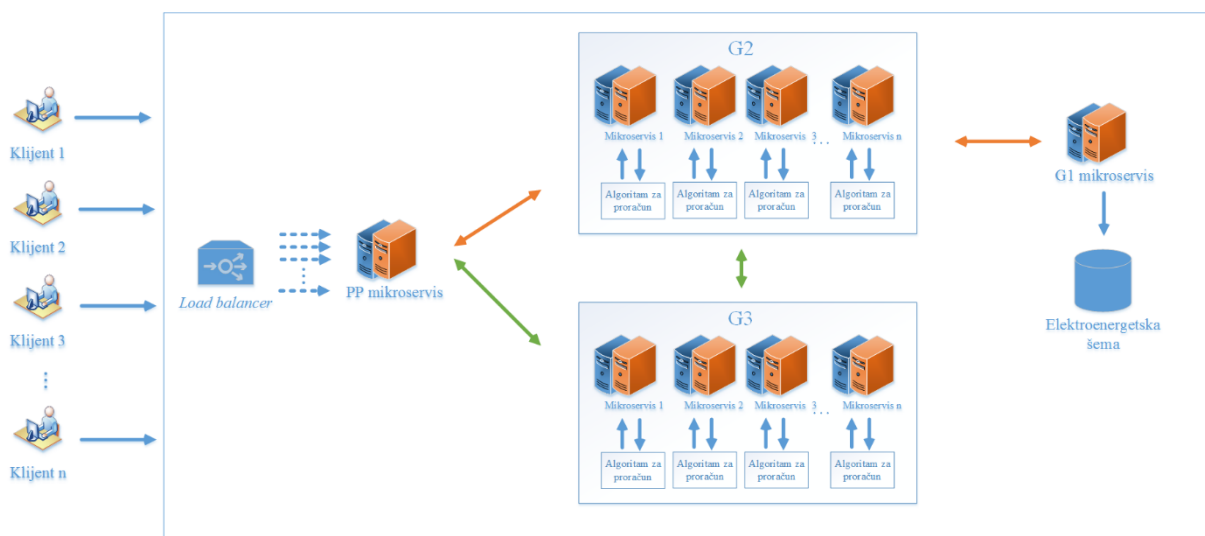 Klijent 1
Klijent 2
Klijent 3
⋮
Klijent n
Load balancer
PP mikroservis
G2
Mikroservis 1
Mikroservis 2
Mikroservis 3
...
Mikroservis n
Algoritam za
proračun
Algoritam za
proračun
Algoritam za
proračun
Algoritam za
proračun
G3
Mikroservis 1
Mikroservis 2
Mikroservis 3
...
Mikroservis n
Algoritam za
proračun
Algoritam za
proračun
Algoritam za
proračun
Algoritam za
proračun
G1 mikroservis
Elektroenergetska
šema